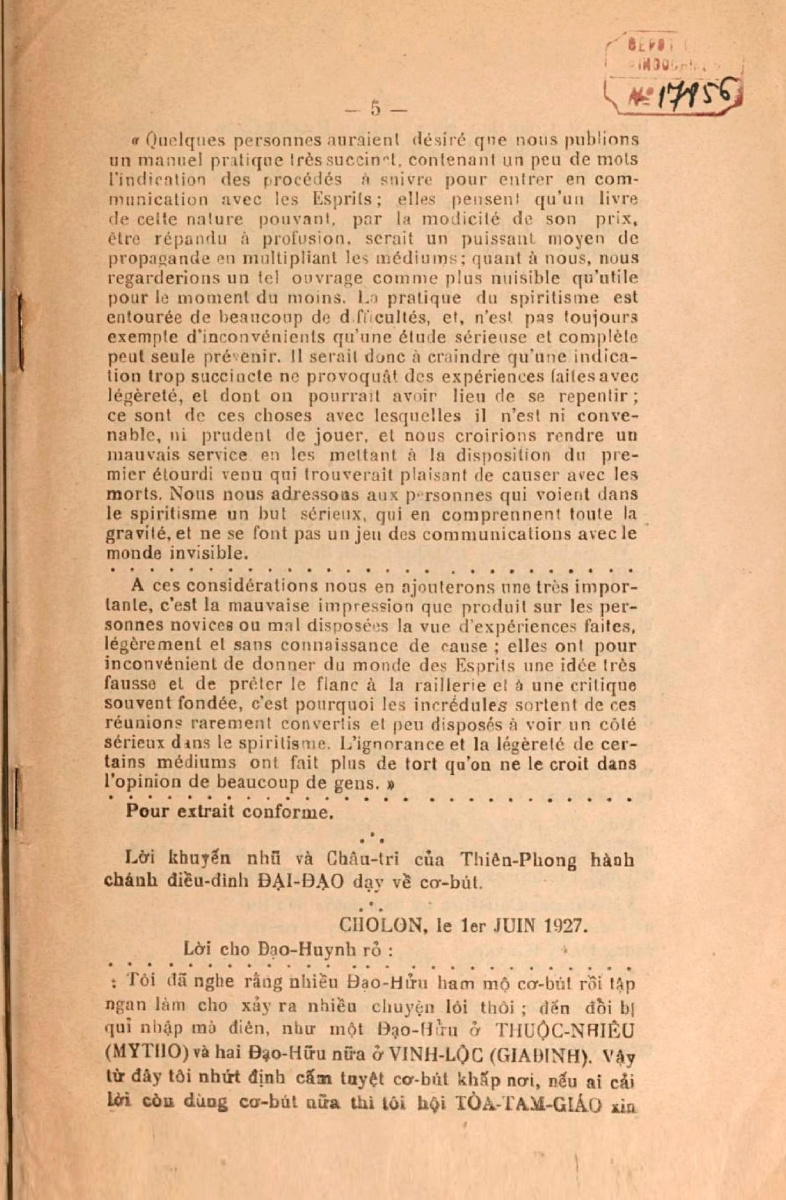 — 5 —
Nº 17956
« Quelques personnes auraient désiré que nous publions
un manuel pratique très succinct, contenant un peu de mots
l'indication des procédés à suivre pour entrer en com-
munication avec les Esprits ; elles pensent qu'un livre
de cette nature pouvant, par la modicité de son prix,
être répandu à profusion, serait un puissant moyen de
propagande en multipliant les médiums ; quant à nous, nous
regarderions un tel ouvrage comme plus nuisible qu'utile
pour le moment du moins. La pratique du spiritisme est
entourée de beaucoup de difficultés, et, n'est pas toujours
exempte d'inconvénients qu'une étude sérieuse et complète
peut seule prévenir. Il serait donc à craindre qu'une indica-
tion trop succincte ne provoquât des expériences faites avec
légèreté, et dont on pourrait avoir lieu de se repentir ;
ce sont de ces choses avec lesquelles il n'est ni conve-
nable, ni prudent de jouer, et nous croirions rendre un
mauvais service en les mettant à la disposition du pre-
mier étourdi venu qui trouverait plaisant de causer avec les
morts. Nous nous adressons aux personnes qui voient dans
le spiritisme un but sérieux, qui en comprennent toute la
gravité, et ne se font pas un jeu des communications avec le
monde invisible.
A ces considérations nous en ajouterons une très impor-
tante, c'est la mauvaise impression que produit sur les per-
sonnes novices ou mal disposées la vue d'expériences faites,
légèrement et sans connaissance de cause ; elles ont pour
inconvénient de donner du monde des Esprits une idée très
fausse et de prêter le flanc à la raillerie et à une critique
souvent fondée, c'est pourquoi les incrédules sortent de ces
réunions rarement convertis et peu disposés à voir un côté
sérieux dans le spiritisme. L'ignorance et la légèreté de cer-
tains médiums ont fait plus de tort qu'on ne le croit dans
l'opinion de beaucoup de gens. »
Pour extrait conforme.
Lời khuyến nhũ và Châu-tri của Thiên-Phong hành
chánh điều-đình ĐẠI-ĐẠO dạy về cơ-bút.
CHOLON, le 1er JUIN 1927.
Lời cho Đạo-Huynh rỏ :
Tôi đã nghe rằng nhiều Đạo-Hửu ham mộ cơ-bút rồi tập
ngan làm cho xảy ra nhiều chuyện lôi thôi ; đến đổi bị
quỉ nhập mà điên, như một Đạo-Hửu ở THUỘC-NHIÊU
(MYTHO) và hai Đạo-Hữu nữa ở VINH-LỘC (GIADINH). Vậy
từ đây tôi nhứt định cấm tuyệt cơ-bút khắp nơi, nếu ai cải
lời còn dùng cơ-bút nữa thì tôi hội TÒA-TAM-GIÁO xin